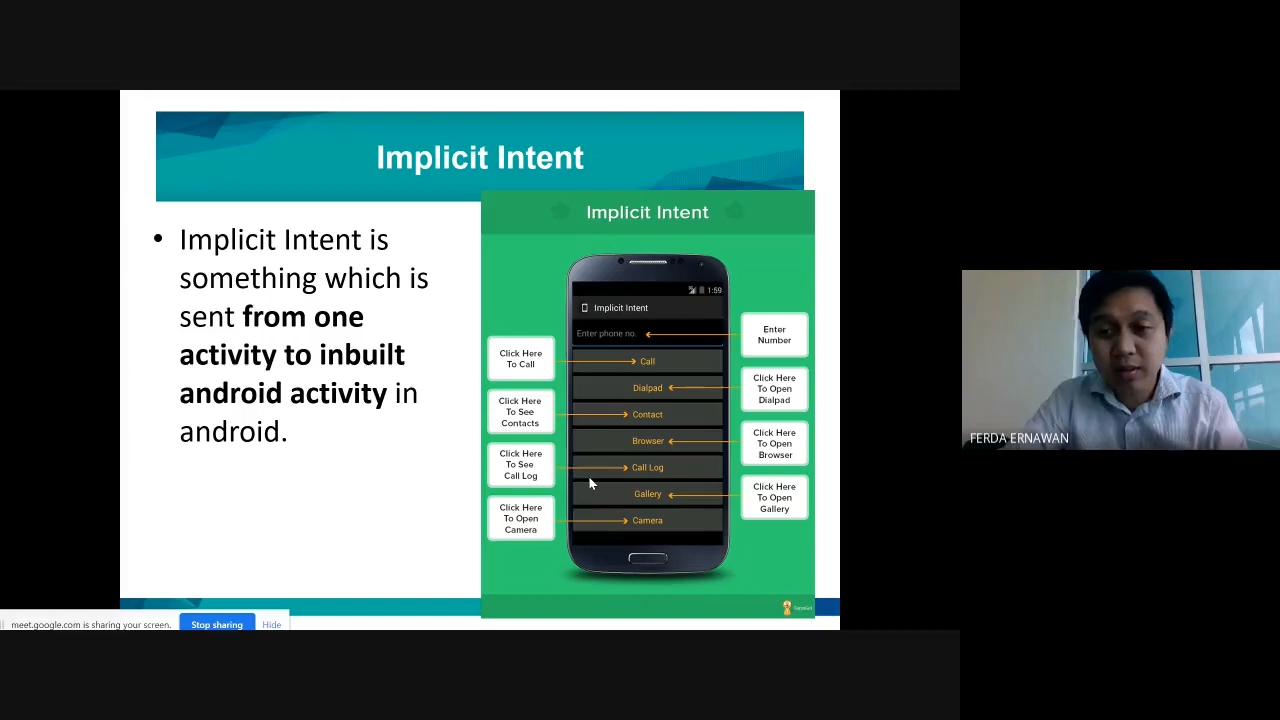 Implicit Intent
• Implicit Intent is
something which is
sent from one
activity to inbuilt
android activity in
android.
Implicit Intent
1:59
Implicit Intent
Enter phone no.
Call
Dialpad
Contact
Browser
Call Log
Gallery
Camera
Click Here
To Call
Click Here
To See
Contacts
Click Here
To See
Call Log
Click Here
To Open
Camera
Enter
Number
Click Here
To Open
Dialpad
Click Here
To Open
Browser
Click Here
To Open
Gallery
meet.google.com is sharing your screen.
Stop sharing
Hide
FERDA ERNAWAN